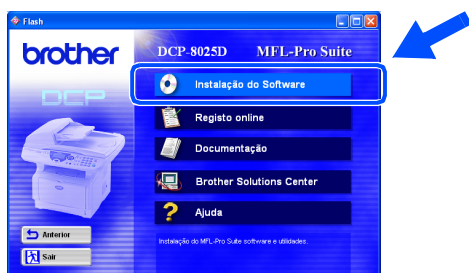 Flash
brother
DCP-8025D MFL-Pro Suite
DCP
Instalação do Software
Registo online
Documentação
Brother Solutions Center
Ajuda
Anterior
Sair
Instalação do MFL-Pro Suite software e utilidades.